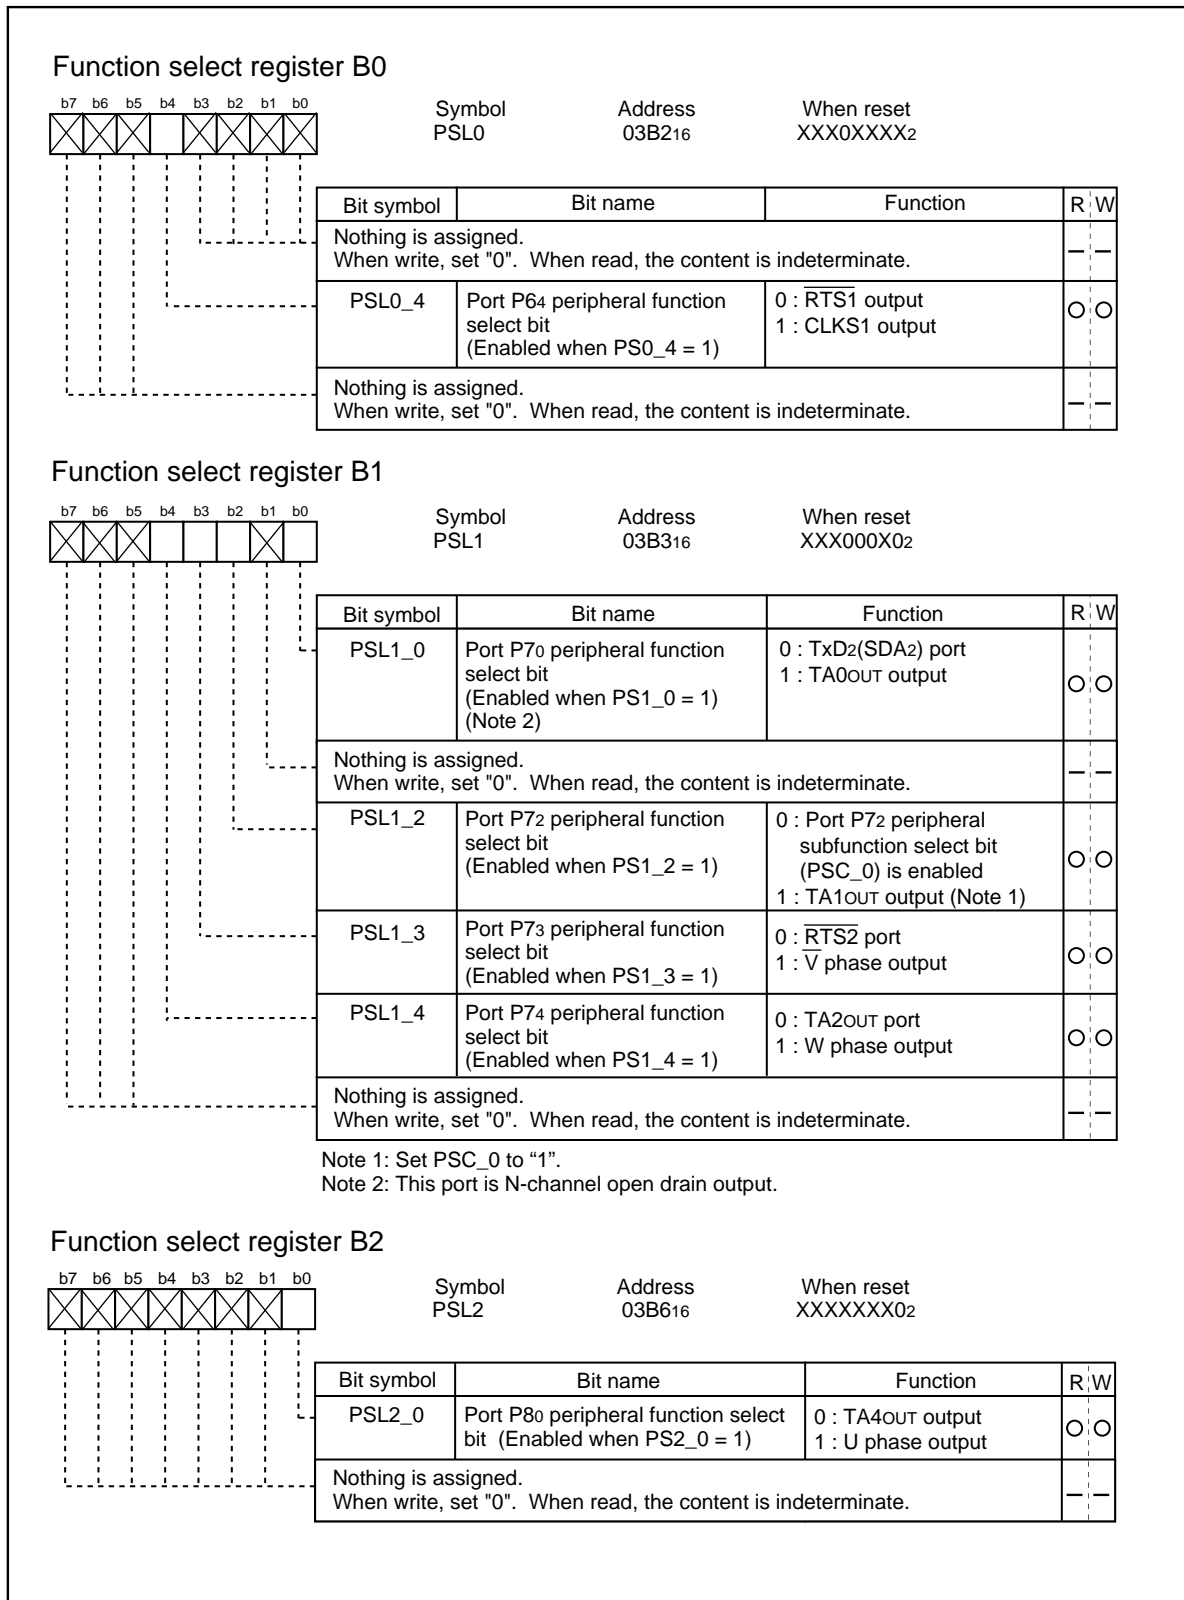 Function select register B0
b7 b6 b5 b4 b3 b2 b1 b0
Symbol Address When reset
PSL0 03B216 XXX0XXXX2
Bit symbol Bit name Function R W
Nothing is assigned.
When write, set "0". When read, the content is indeterminate.
– –
PSL0_4
Port P64 peripheral function
select bit
(Enabled when PS0_4 = 1)
0 : R̅T̅S̅1̅ output
1 : CLKS1 output
O O
Nothing is assigned.
When write, set "0". When read, the content is indeterminate.
– –
Function select register B1
b7 b6 b5 b4 b3 b2 b1 b0
Symbol Address When reset
PSL1 03B316 XXX000X02
Bit symbol Bit name Function R W
PSL1_0
Port P70 peripheral function
select bit
(Enabled when PS1_0 = 1)
(Note 2)
0 : TxD2(SDA2) port
1 : TA0OUT output
O O
Nothing is assigned.
When write, set "0". When read, the content is indeterminate.
– –
PSL1_2
Port P72 peripheral function
select bit
(Enabled when PS1_2 = 1)
0 : Port P72 peripheral
subfunction select bit
(PSC_0) is enabled
1 : TA1OUT output (Note 1)
O O
PSL1_3
Port P73 peripheral function
select bit
(Enabled when PS1_3 = 1)
0 : R̅T̅S̅2̅ port
1 : V̅ phase output
O O
PSL1_4
Port P74 peripheral function
select bit
(Enabled when PS1_4 = 1)
0 : TA2OUT port
1 : W phase output
O O
Nothing is assigned.
When write, set "0". When read, the content is indeterminate.
– –
Note 1: Set PSC_0 to “1”.
Note 2: This port is N-channel open drain output.
Function select register B2
b7 b6 b5 b4 b3 b2 b1 b0
Symbol Address When reset
PSL2 03B616 XXXXXXX02
Bit symbol Bit name Function R W
PSL2_0
Port P80 peripheral function select
bit (Enabled when PS2_0 = 1)
0 : TA4OUT output
1 : U phase output
O O
Nothing is assigned.
When write, set "0". When read, the content is indeterminate.
– –